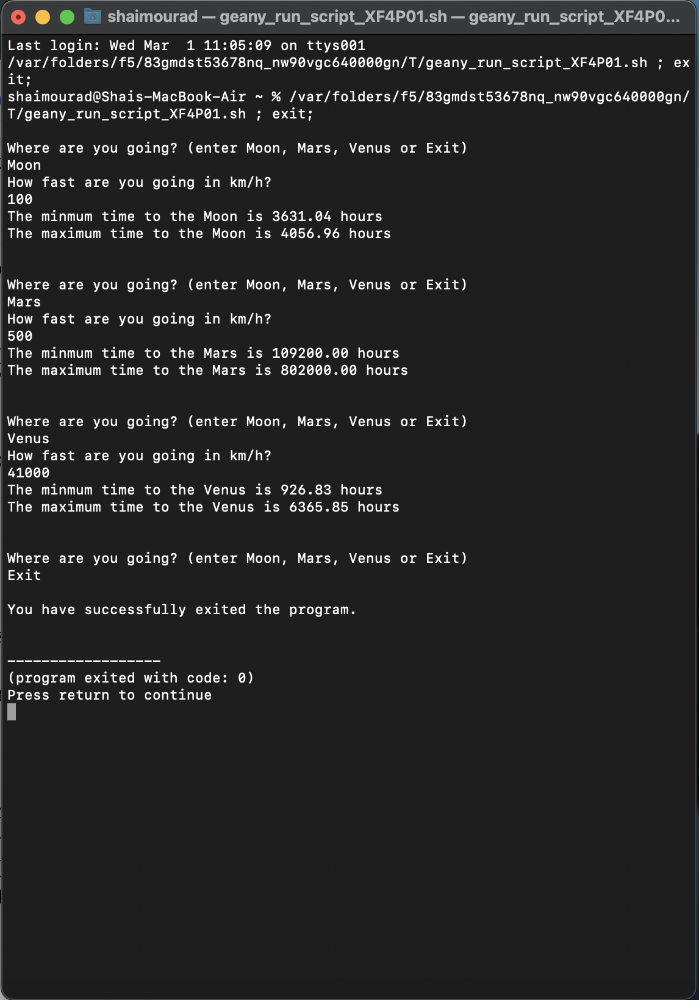 shaimourad — geany_run_script_XF4P01.sh — geany_run_script_XF4P0...
Last login: Wed Mar  1 11:05:09 on ttys001
/var/folders/f5/83gmdst53678nq_nw90vgc640000gn/T/geany_run_script_XF4P01.sh ; ex
it;
shaimourad@Shais-MacBook-Air ~ % /var/folders/f5/83gmdst53678nq_nw90vgc640000gn/
T/geany_run_script_XF4P01.sh ; exit;
Where are you going? (enter Moon, Mars, Venus or Exit)
Moon
How fast are you going in km/h?
100
The minmum time to the Moon is 3631.04 hours
The maximum time to the Moon is 4056.96 hours
Where are you going? (enter Moon, Mars, Venus or Exit)
Mars
How fast are you going in km/h?
500
The minmum time to the Mars is 109200.00 hours
The maximum time to the Mars is 802000.00 hours
Where are you going? (enter Moon, Mars, Venus or Exit)
Venus
How fast are you going in km/h?
41000
The minmum time to the Venus is 926.83 hours
The maximum time to the Venus is 6365.85 hours
Where are you going? (enter Moon, Mars, Venus or Exit)
Exit
You have successfully exited the program.
------------------
(program exited with code: 0)
Press return to continue